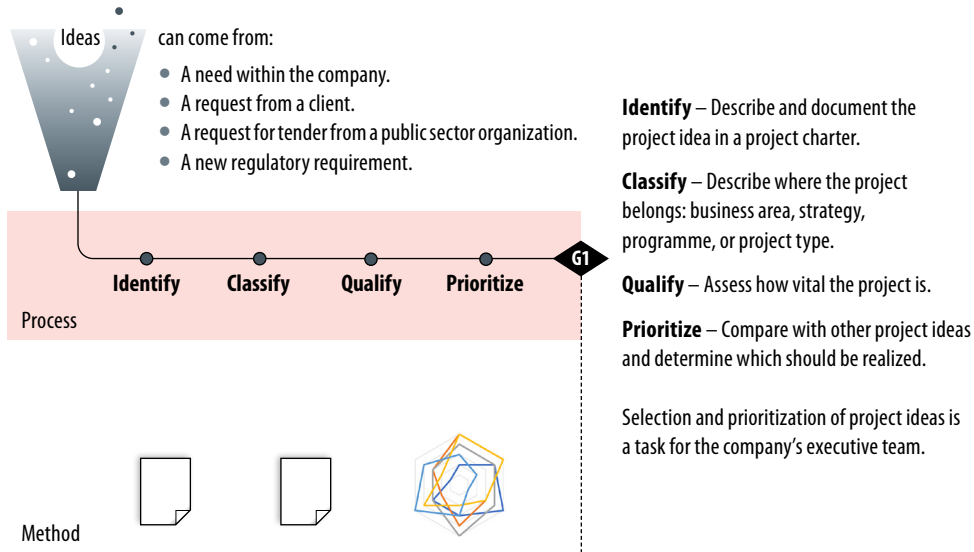 Ideas can come from:
• A need within the company.
• A request from a client.
• A request for tender from a public sector organization.
• A new regulatory requirement.
Identify
Classify
Qualify
Prioritize
G1
Process
Method
Identify – Describe and document the
project idea in a project charter.
Classify – Describe where the project
belongs: business area, strategy,
programme, or project type.
Qualify – Assess how vital the project is.
Prioritize – Compare with other project ideas
and determine which should be realized.
Selection and prioritization of project ideas is
a task for the company’s executive team.